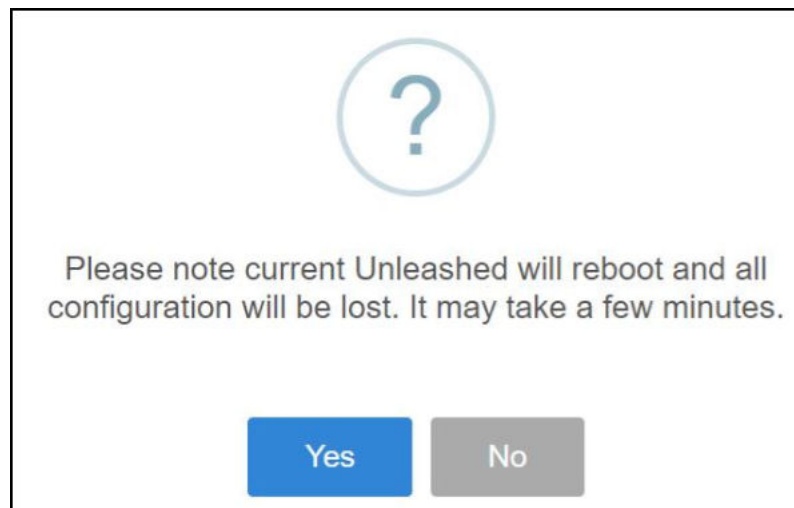 ?
Please note current Unleashed will reboot and all
configuration will be lost. It may take a few minutes.
Yes No